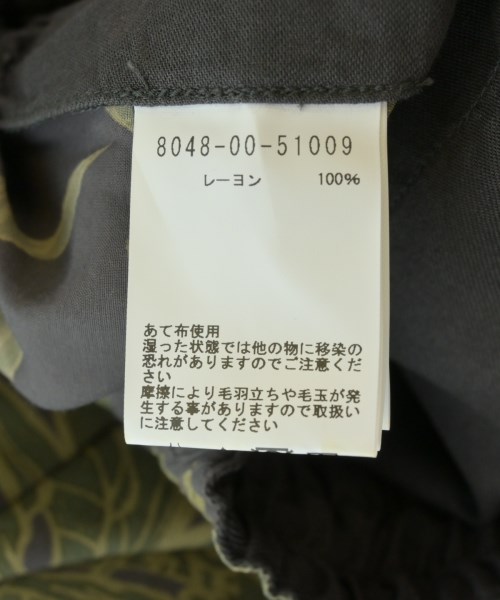 8048-00-51009
レーヨン 100%
あて布使用
湿った状態では他の物に移染の
恐れがありますのでご注意くだ
さい
摩擦により毛羽立ちや毛玉が発
生する事がありますので取扱い
に注意してください